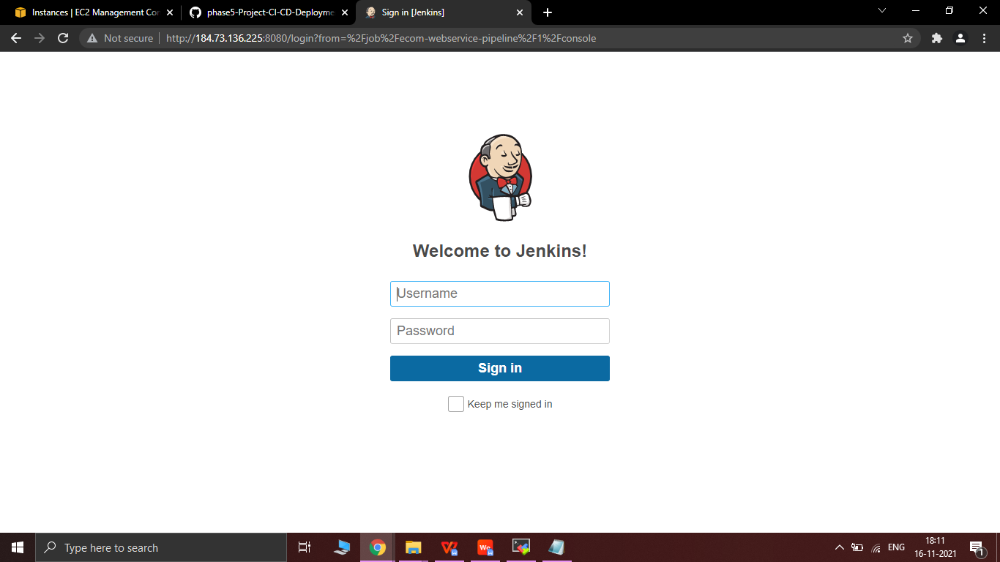 Instances | EC2 Management Cor
phase5-Project-CI-CD-Deployme
Sign in [Jenkins]
Not secure
http://184.73.136.225:8080/login?from=%2Fjob%2Fecom-webservice-pipeline%2F1%2Fconsole
Welcome to Jenkins!
Username
Password
Sign in
Keep me signed in
Type here to search
ENG
18:11
16-11-2021
1